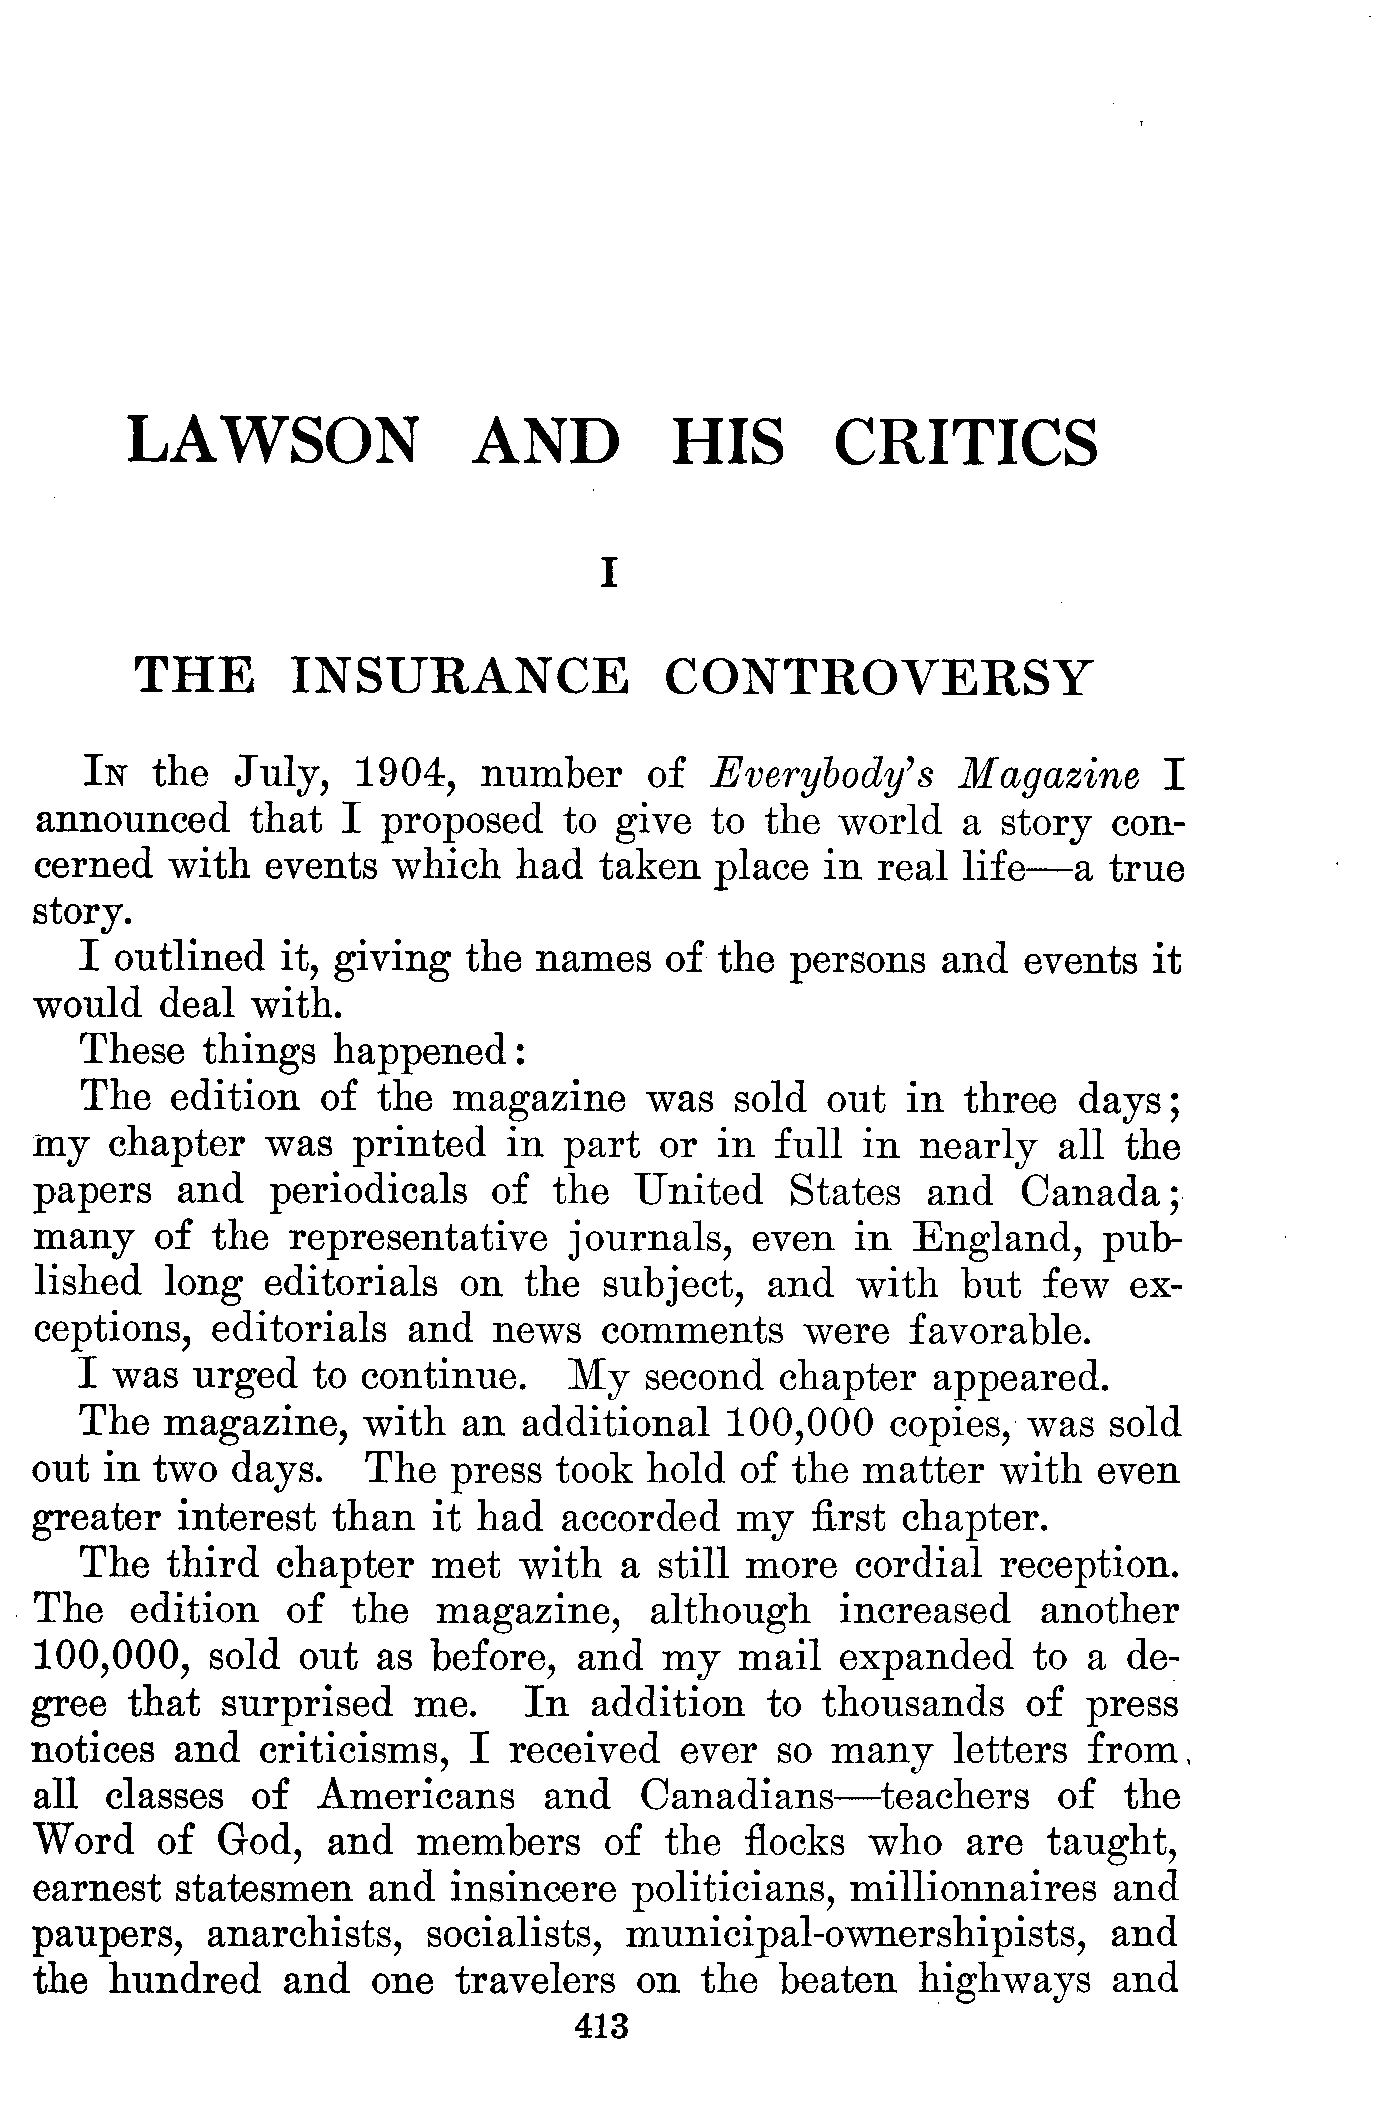 LAWSON AND HIS CRITICS
I
THE INSURANCE CONTROVERSY
In the July, 1904, number of Everybody's Magazine I
announced that I proposed to give to the world a story con-
cerned with events which had taken place in real life—a true
story.
I outlined it, giving the names of the persons and events it
would deal with.
These things happened:
The edition of the magazine was sold out in three days;
my chapter was printed in part or in full in nearly all the
papers and periodicals of the United States and Canada;
many of the representative journals, even in England, pub-
lished long editorials on the subject, and with but few ex-
ceptions, editorials and news comments were favorable.
I was urged to continue. My second chapter appeared.
The magazine, with an additional 100,000 copies, was sold
out in two days. The press took hold of the matter with even
greater interest than it had accorded my first chapter.
The third chapter met with a still more cordial reception.
The edition of the magazine, although increased another
100,000, sold out as before, and my mail expanded to a de-
gree that surprised me. In addition to thousands of press
notices and criticisms, I received ever so many letters from
all classes of Americans and Canadians—teachers of the
Word of God, and members of the flocks who are taught,
earnest statesmen and insincere politicians, millionnaires and
paupers, anarchists, socialists, municipal-ownershipists, and
the hundred and one travelers on the beaten highways and
413